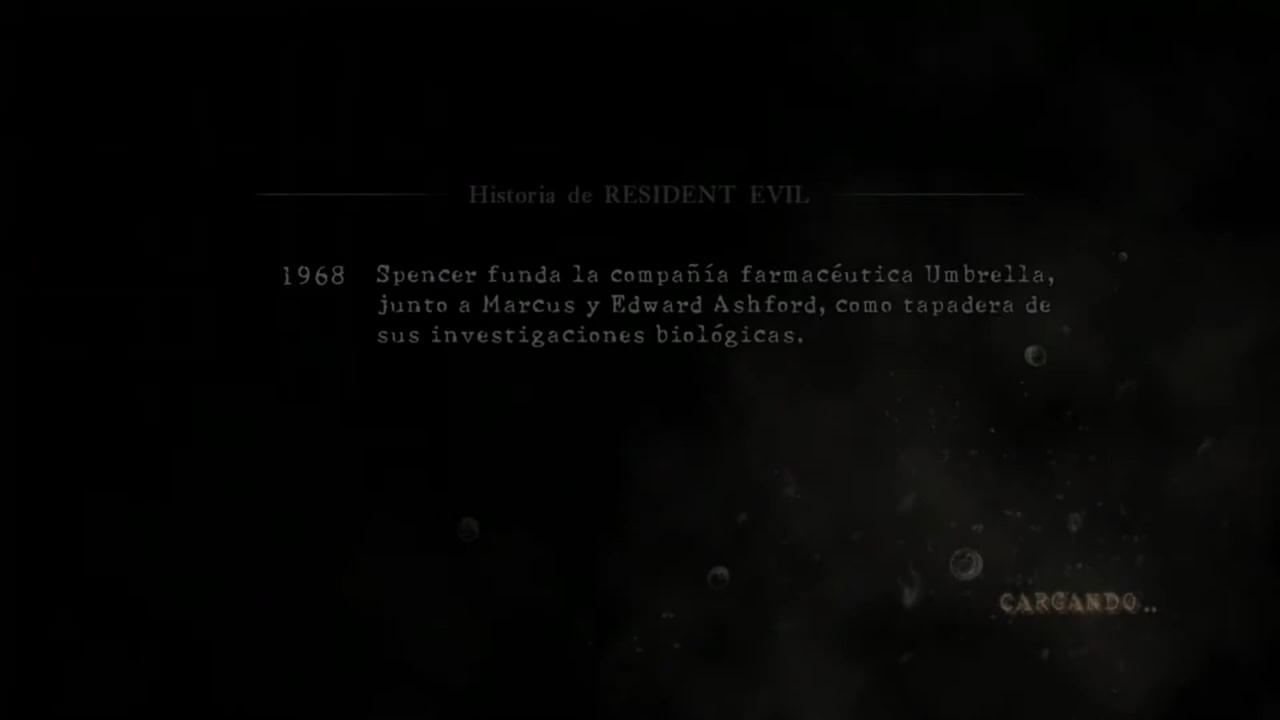 Historia de RESIDENT EVIL
1968 Spencer funda la compañía farmacéutica Umbrella,
junto a Marcus y Edward Ashford, como tapadera de
sus investigaciones biológicas.
CARGANDO..